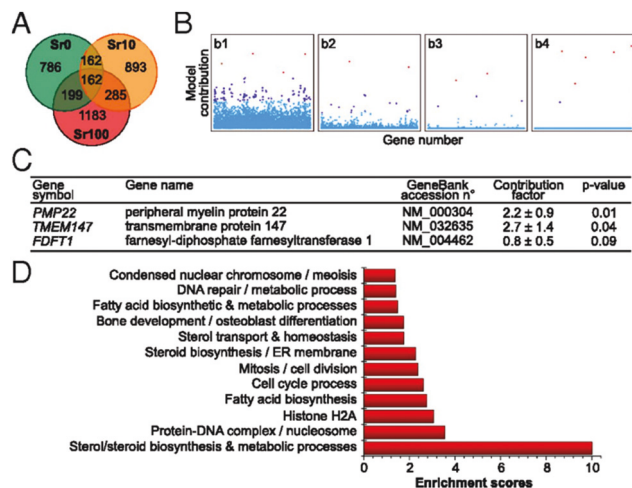 A
Sr0
Sr10
786
162
893
162
199
285
1183
Sr100
B
b1
b2
b3
b4
Model contribution
Gene number
C
Gene symbol Gene name GeneBank accession n° Contribution factor p-value
PMP22 peripheral myelin protein 22 NM_000304 2.2 ± 0.9 0.01
TMEM147 transmembrane protein 147 NM_032635 2.7 ± 1.4 0.04
FDFT1 farnesyl-diphosphate farnesyltransferase 1 NM_004462 0.8 ± 0.5 0.09
D
Condensed nuclear chromosome / meoisis
DNA repair / metabolic process
Fatty acid biosynthetic & metabolic processes
Bone development / osteoblast differentiation
Sterol transport & homeostasis
Steroid biosynthesis / ER membrane
Mitosis / cell division
Cell cycle process
Fatty acid biosynthesis
Histone H2A
Protein-DNA complex / nucleosome
Sterol/steroid biosynthesis & metabolic processes
0 2 4 6 8 10
Enrichment scores